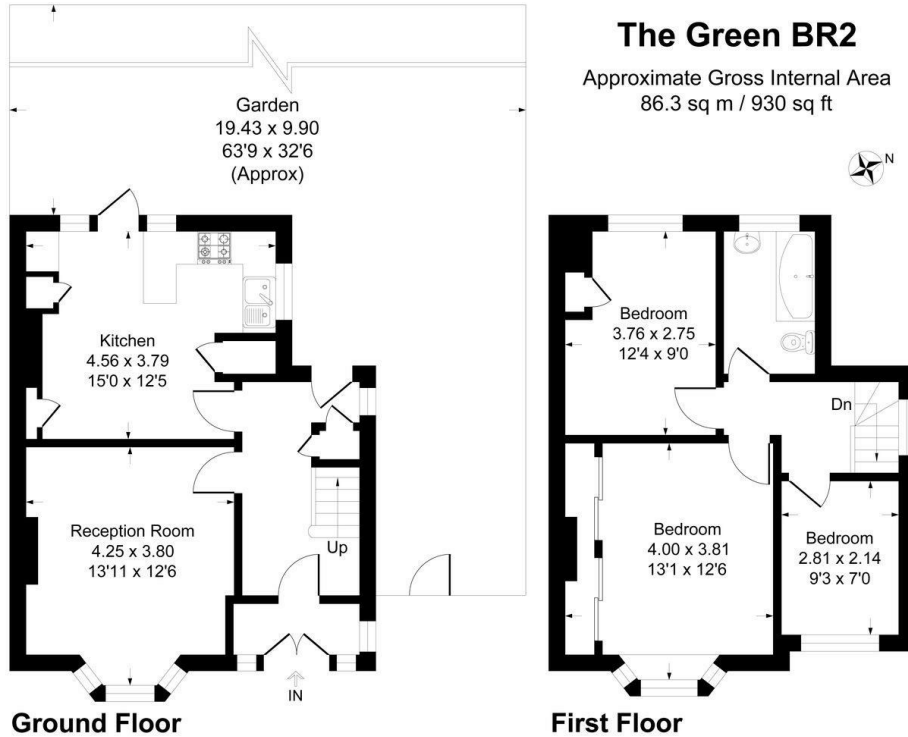 The Green BR2
Approximate Gross Internal Area
86.3 sq m / 930 sq ft
N
Garden
19.43 x 9.90
63'9 x 32'6
(Approx)
Kitchen
4.56 x 3.79
15'0 x 12'5
Reception Room
4.25 x 3.80
13'11 x 12'6
Up
IN
Ground Floor
Bedroom
3.76 x 2.75
12'4 x 9'0
Dn
Bedroom
4.00 x 3.81
13'1 x 12'6
Bedroom
2.81 x 2.14
9'3 x 7'0
First Floor